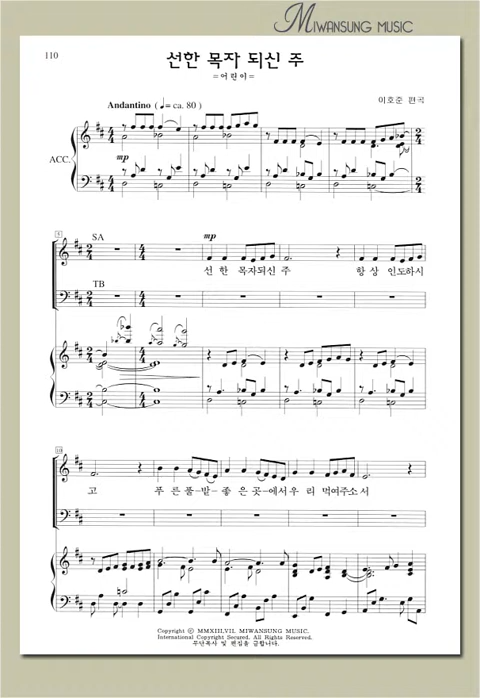 MIWANSUNG MUSIC
110
선한 목자 되신 주
= 어 린 이 =
Andantino ( ♩= ca. 80 )
이호준 편곡
ACC.
mp
5
SA
mp
선 한 목자되신 주 항상 인도하시
TB
10
고 푸 른 풀-밭- 좋 은 곳-에서우 리 먹여주소서
Copyright © MMXIII,VII. MIWANSUNG MUSIC.
International Copyright Secured. All Rights Reserved.
무단복사 및 편집을 금합니다.